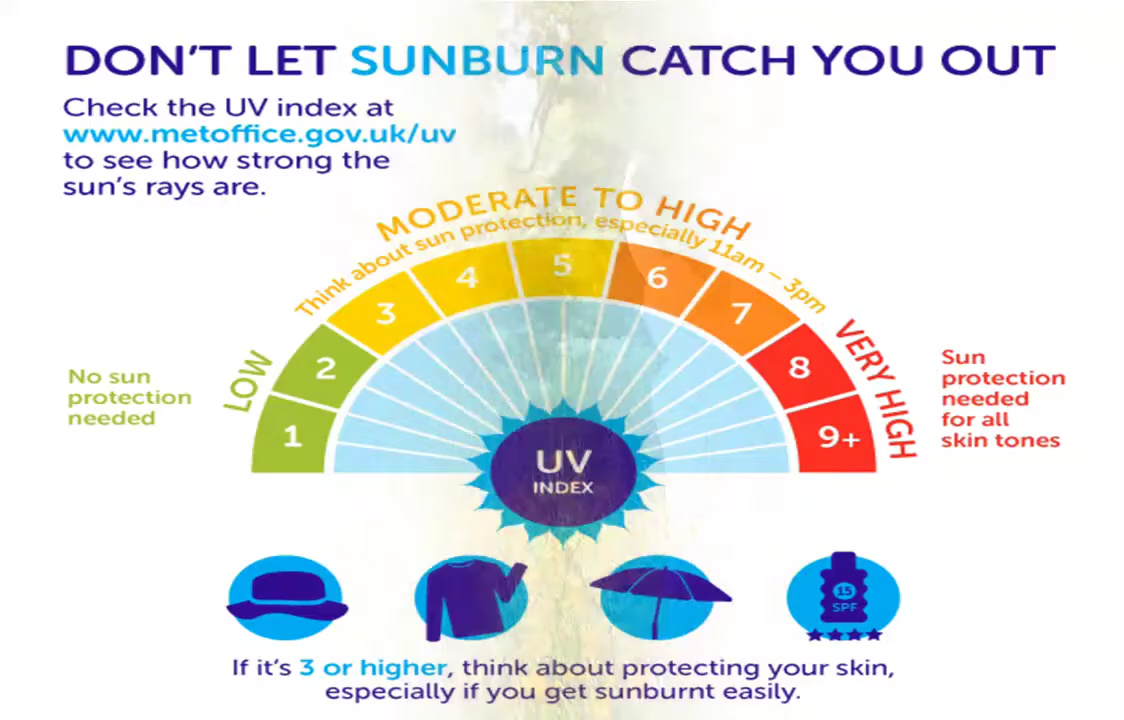 DON'T LET SUNBURN CATCH YOU OUT
Check the UV index at
www.metoffice.gov.uk/uv
to see how strong the
sun's rays are.
MODERATE TO HIGH
Think about sun protection, especially 11am – 3pm
LOW
VERY HIGH
No sun
protection
needed
1
2
3
4
5
6
7
8
9+
Sun
protection
needed
for all
skin tones
UV
INDEX
15
SPF
If it's 3 or higher, think about protecting your skin,
especially if you get sunburnt easily.